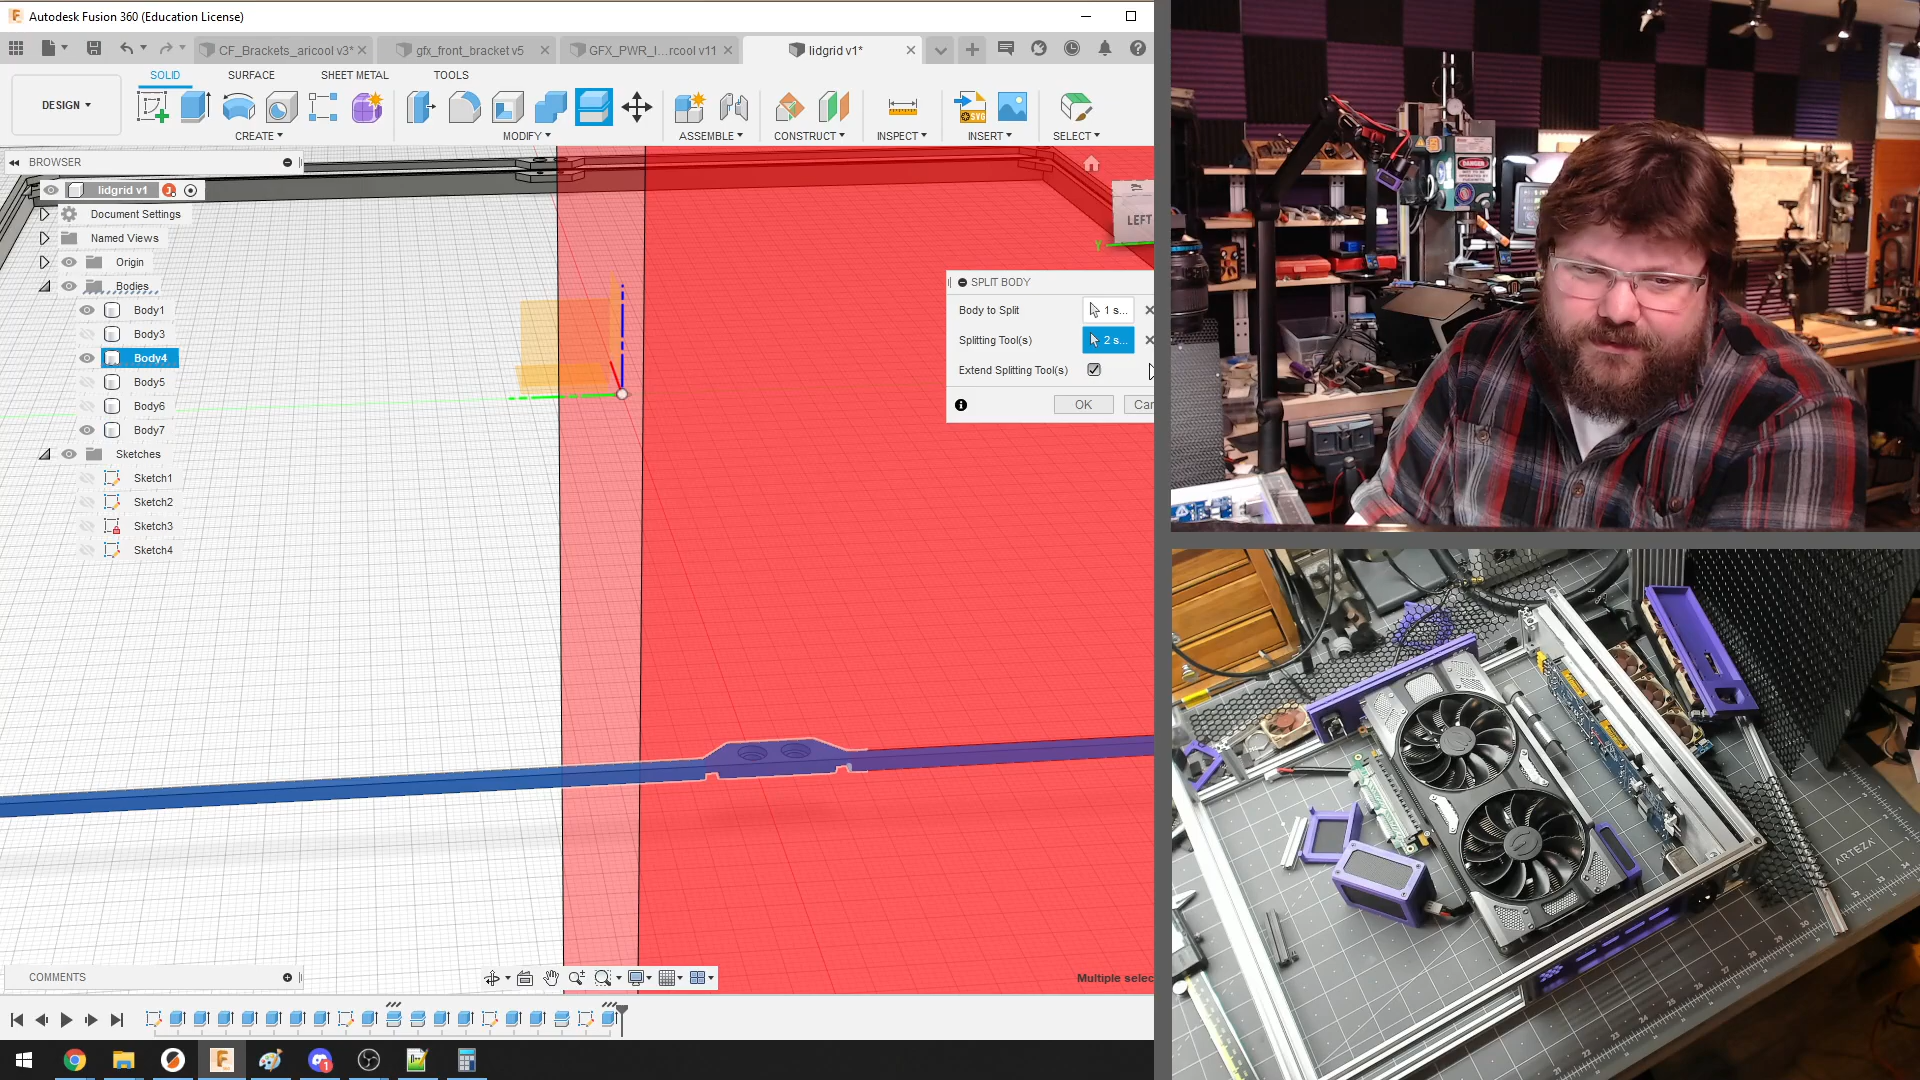 Autodesk Fusion 360 (Education License)
CF_Brackets_aricool v3*
gfx_front_bracket v5
GFX_PWR_I...rcool v11
lidgrid v1*
SOLID
SURFACE
SHEET METAL
TOOLS
DESIGN
CREATE
MODIFY
ASSEMBLE
CONSTRUCT
INSPECT
INSERT
SELECT
BROWSER
lidgrid v1
Document Settings
Named Views
Origin
Bodies
Body1
Body3
Body4
Body5
Body6
Body7
Sketches
Sketch1
Sketch2
Sketch3
Sketch4
LEFT
Y
SPLIT BODY
Body to Split
1 s...
Splitting Tool(s)
2 s...
Extend Splitting Tool(s)
OK
Can
Multiple selec
COMMENTS
DANGER
ARTEZA